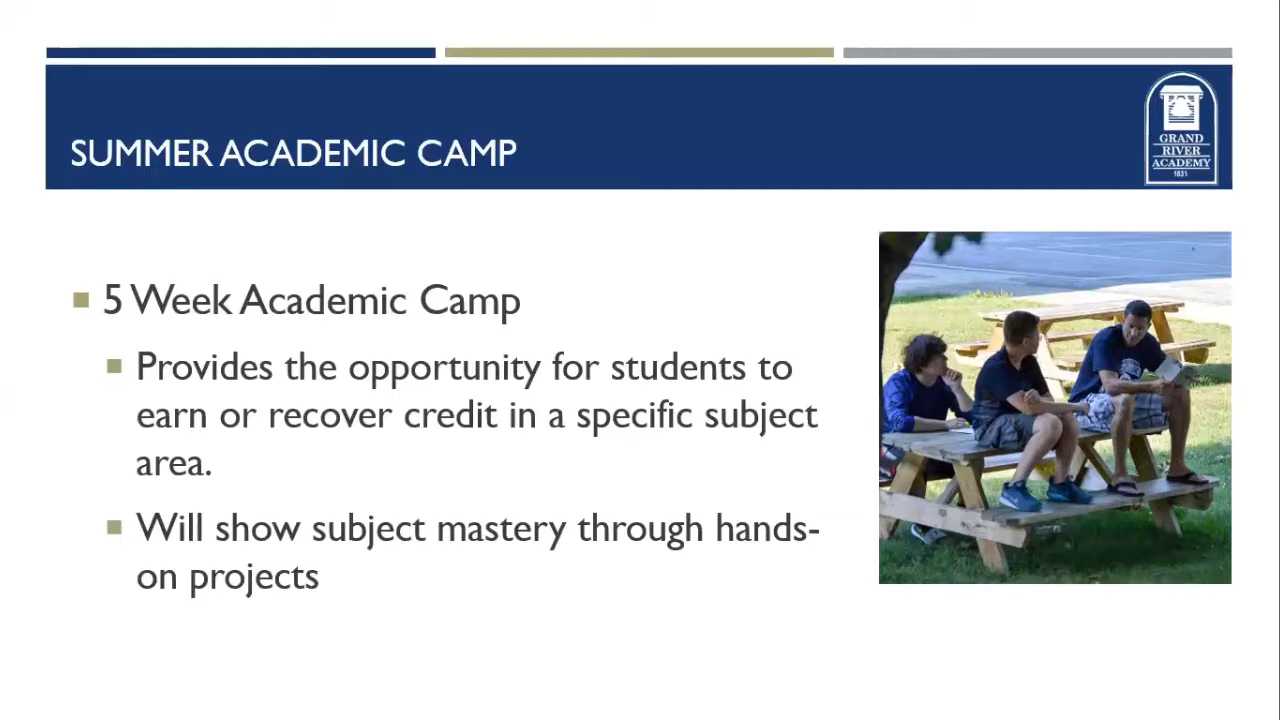 SUMMER ACADEMIC CAMP
GRAND
RIVER
ACADEMY
1831
5 Week Academic Camp
Provides the opportunity for students to
earn or recover credit in a specific subject
area.
Will show subject mastery through hands-
on projects